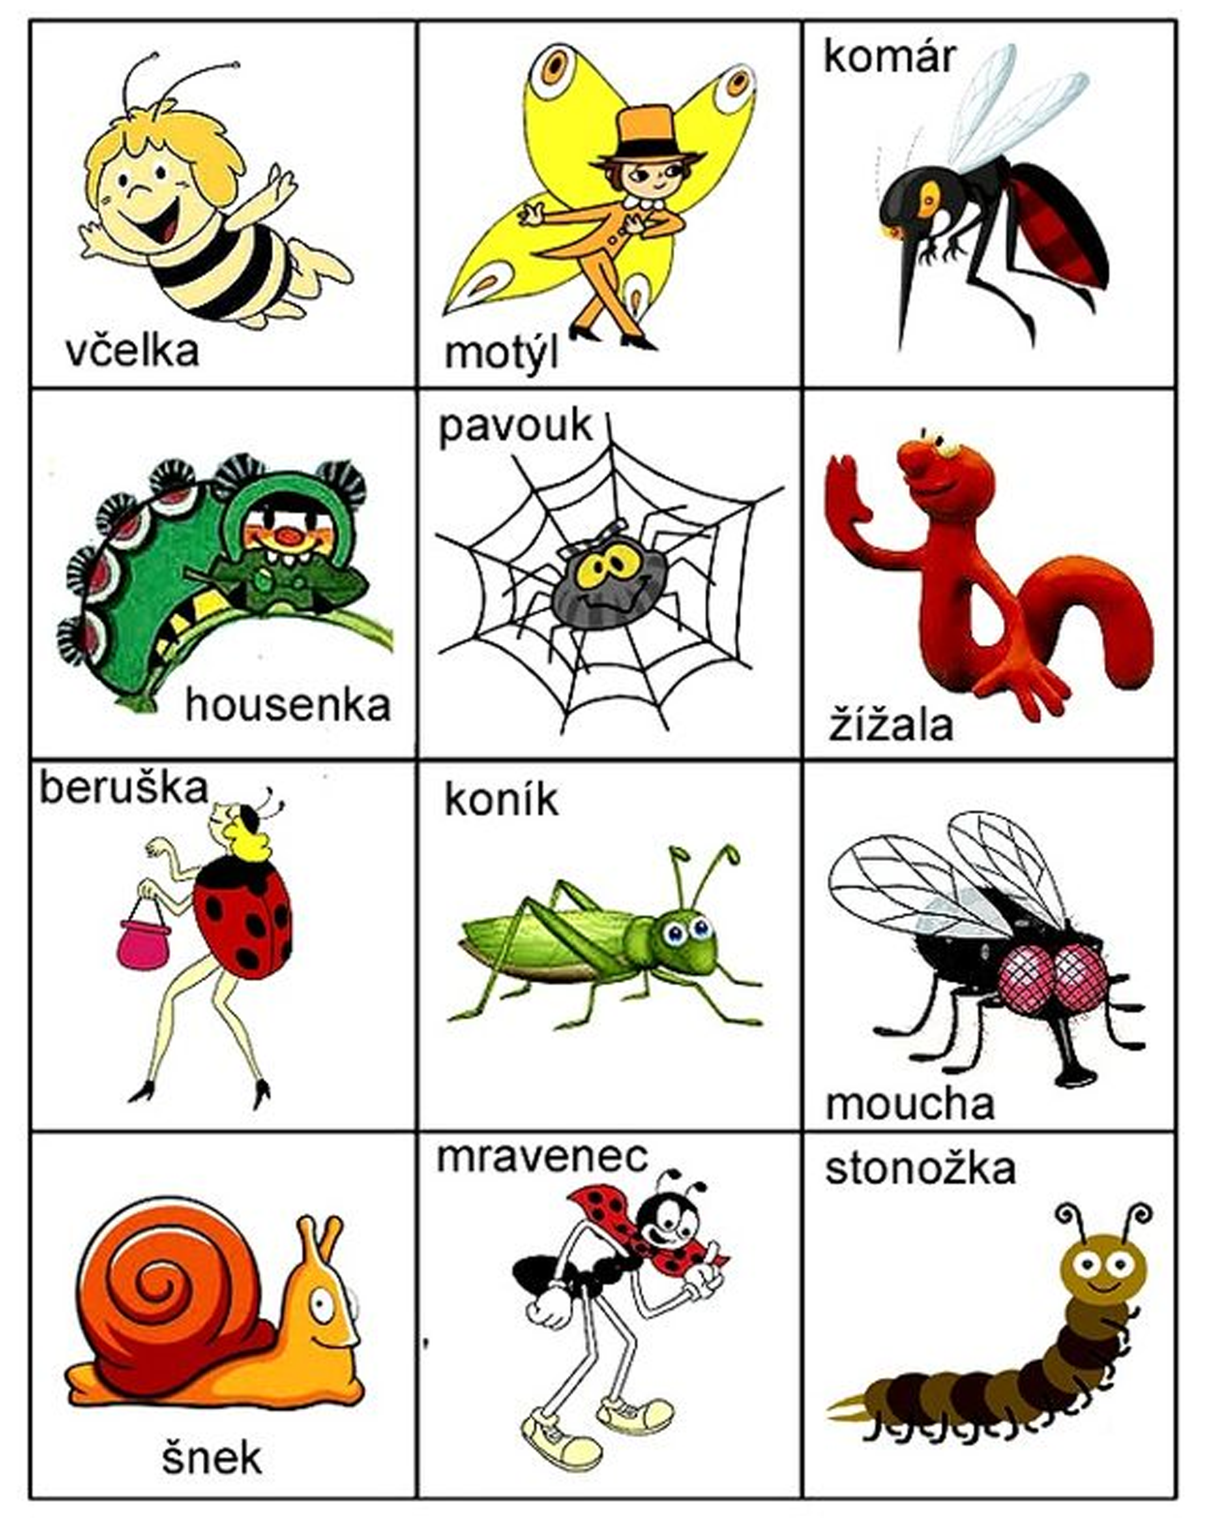 včelka
motýl
komár
housenka
pavouk
žížala
beruška
koník
moucha
šnek
mravenec
stonožka